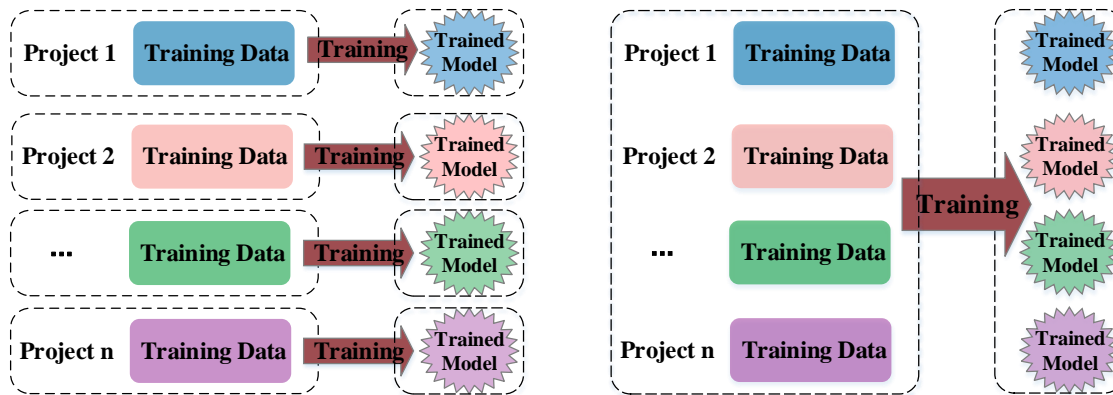 Project 1
Training Data
Training
Trained
Model
Project 2
Training Data
Training
Trained
Model
...
Training Data
Training
Trained
Model
Project n
Training Data
Training
Trained
Model
Project 1
Training Data
Project 2
Training Data
...
Training Data
Project n
Training Data
Training
Trained
Model
Trained
Model
Trained
Model
Trained
Model